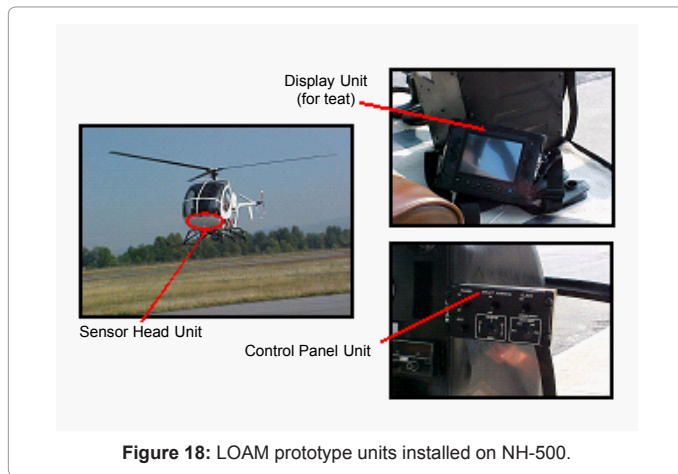 Display Unit
(for teat)
Sensor Head Unit
Control Panel Unit
Figure 18: LOAM prototype units installed on NH-500.